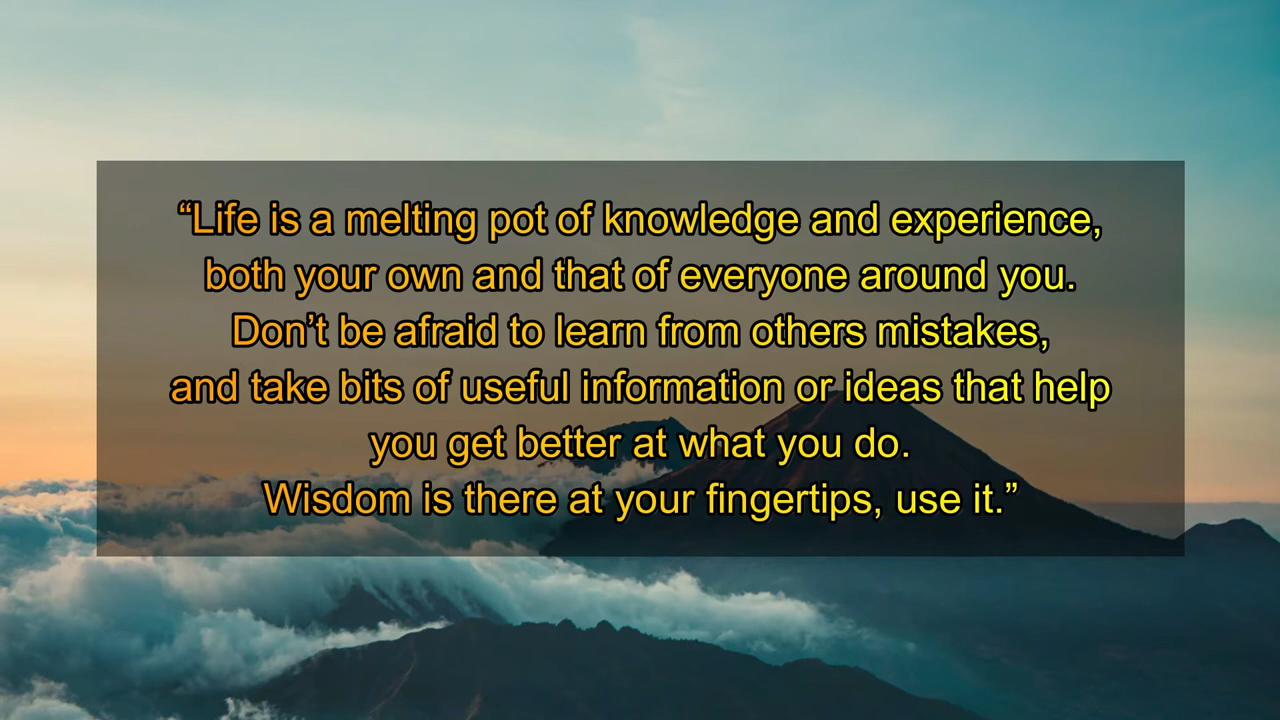 “Life is a melting pot of knowledge and experience,
both your own and that of everyone around you.
Don’t be afraid to learn from others mistakes,
and take bits of useful information or ideas that help
you get better at what you do.
Wisdom is there at your fingertips, use it.”